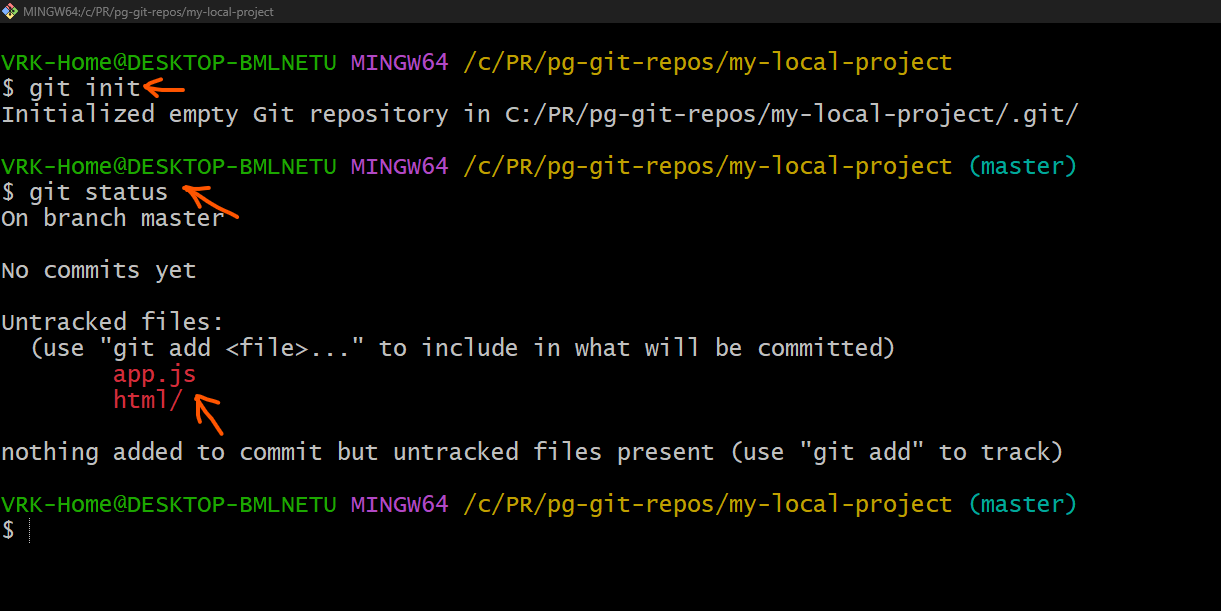 MINGW64:/c/PR/pg-git-repos/my-local-project
VRK-Home@DESKTOP-BMLNETU MINGW64 /c/PR/pg-git-repos/my-local-project
$ git init
Initialized empty Git repository in C:/PR/pg-git-repos/my-local-project/.git/
VRK-Home@DESKTOP-BMLNETU MINGW64 /c/PR/pg-git-repos/my-local-project (master)
$ git status
On branch master
No commits yet
Untracked files:
(use "git add <file>..." to include in what will be committed)
app.js
html/
nothing added to commit but untracked files present (use "git add" to track)
VRK-Home@DESKTOP-BMLNETU MINGW64 /c/PR/pg-git-repos/my-local-project (master)
$